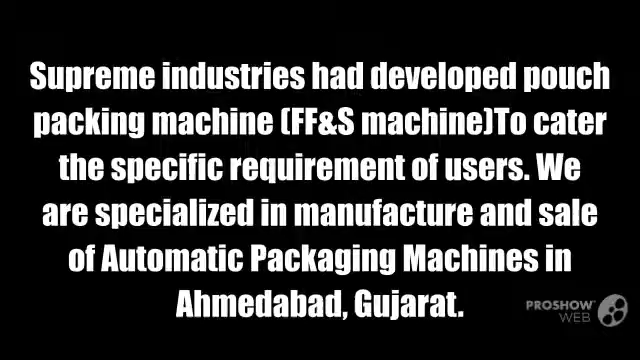 Supreme industries had developed pouch
packing machine (FF&S machine)To cater
the specific requirement of users. We
are specialized in manufacture and sale
of Automatic Packaging Machines in
Ahmedabad, Gujarat.
PROSHOW
WEB